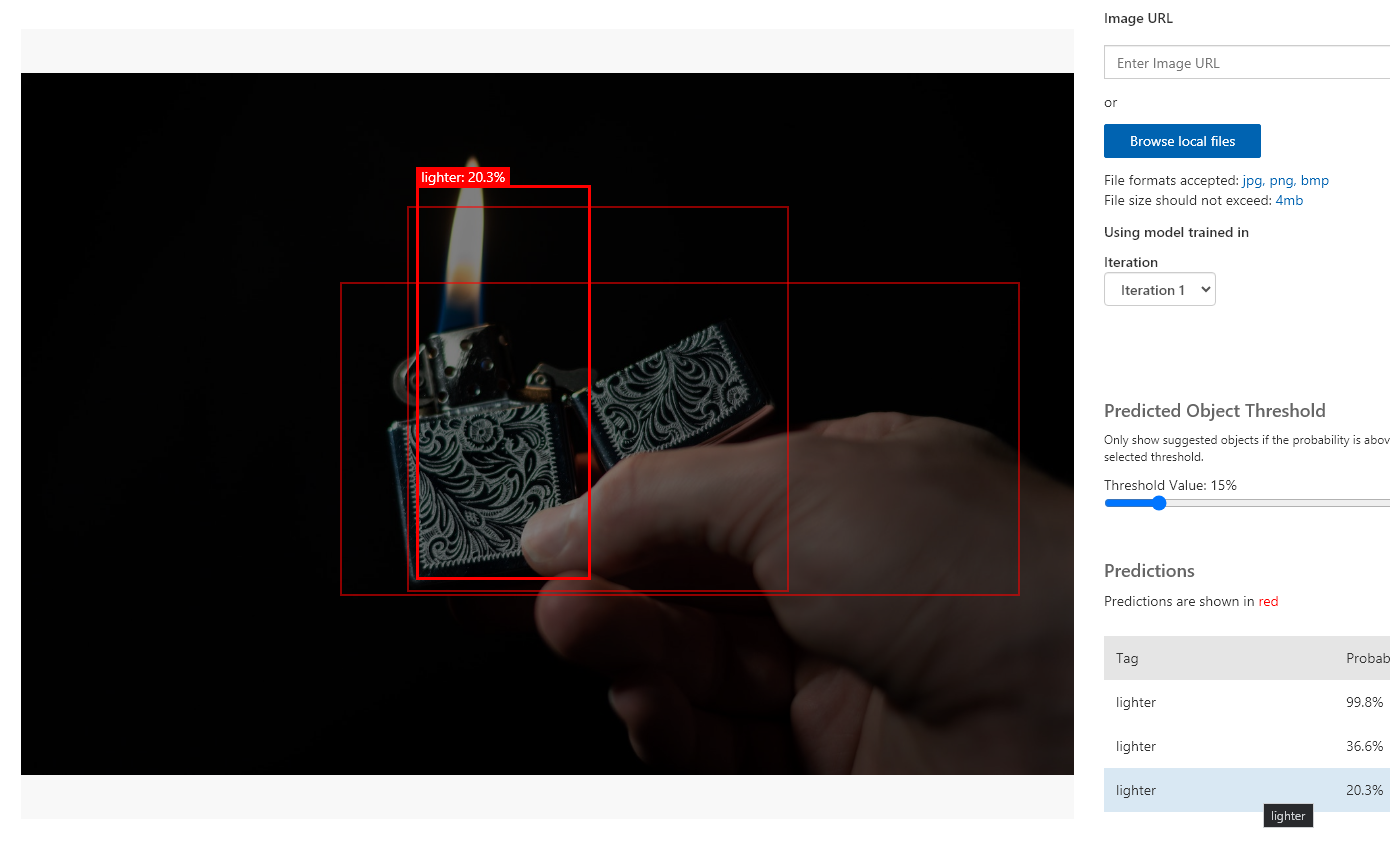 Image URL
Enter Image URL
or
Browse local files
File formats accepted: jpg, png, bmp
File size should not exceed: 4mb
Using model trained in
Iteration
Iteration 1
Predicted Object Threshold
Only show suggested objects if the probability is abov
selected threshold.
Threshold Value: 15%
Predictions
Predictions are shown in red
Tag Probab
lighter 99.8%
lighter 36.6%
lighter 20.3%
lighter
lighter: 20.3%